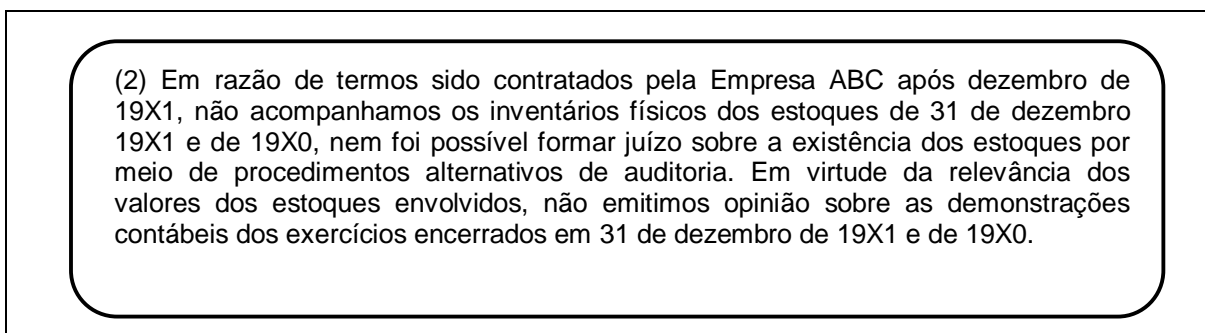 (2) Em razão de termos sido contratados pela Empresa ABC após dezembro de
19X1, não acompanhamos os inventários físicos dos estoques de 31 de dezembro
19X1 e de 19X0, nem foi possível formar juízo sobre a existência dos estoques por
meio de procedimentos alternativos de auditoria. Em virtude da relevância dos
valores dos estoques envolvidos, não emitimos opinião sobre as demonstrações
contábeis dos exercícios encerrados em 31 de dezembro de 19X1 e de 19X0.